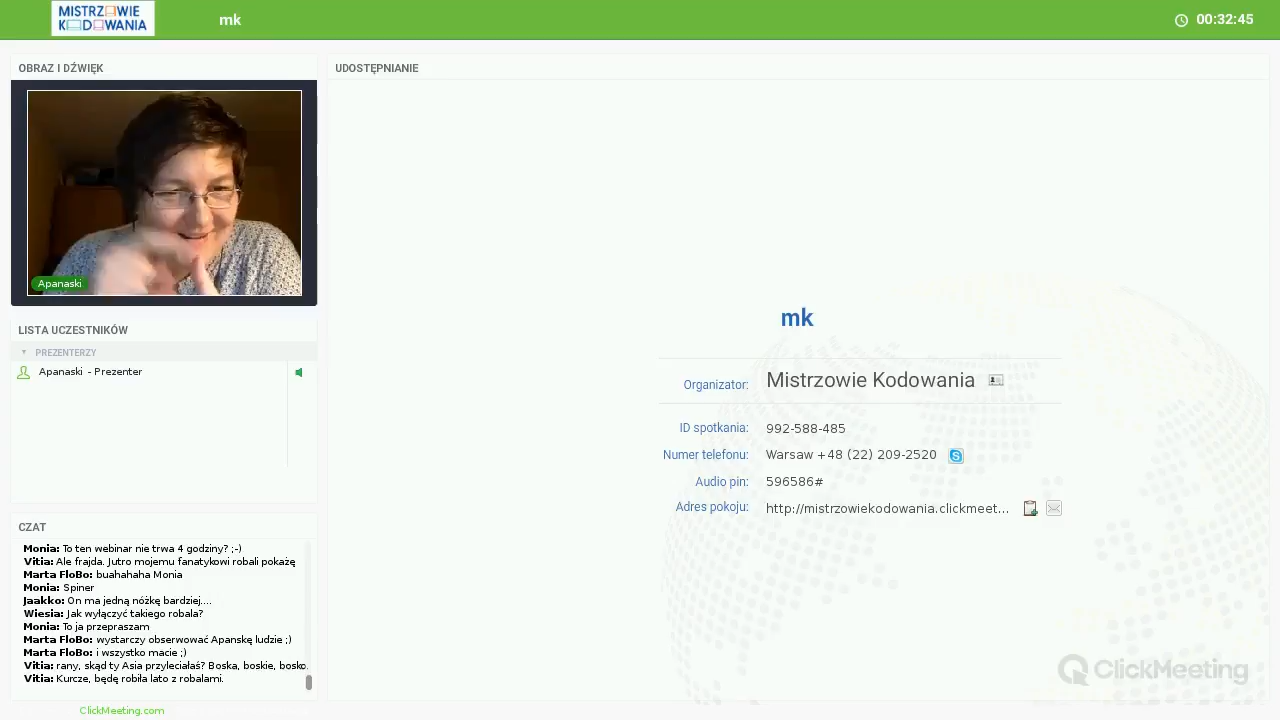 MISTRZOWIE
KODOWANIA
mk
00:32:45
OBRAZ I DŹWIĘK
UDOSTĘPNIANIE
Apanaski
LISTA UCZESTNIKÓW
PREZENTERZY
Apanaski - Prezenter
mk
Organizator: Mistrzowie Kodowania
ID spotkania: 992-588-485
Numer telefonu: Warsaw +48 (22) 209-2520
Audio pin: 596586#
Adres pokoju: http://mistrzowiekodowania.clickmeet...
CZAT
Monia: To ten webinar nie trwa 4 godziny? ;-)
Vitia: Ale frajda. Jutro mojemu fanatykowi robali pokażę
Marta FloBo: buahahaha Monia
Monia: Spiner
Jaakko: On ma jedną nóżkę bardziej....
Wiesia: Jak wyłączyć takiego robala?
Monia: To ja przepraszam
Marta FloBo: wystarczy obserwować Apanskę ludzie ;)
Marta FloBo: i wszystko macie ;)
Vitia: rany, skąd ty Asia przyleciałaś? Boska, boskie, bosko.
Vitia: Kurcze, będę robiła lato z robalami.
ClickMeeting
ClickMeeting.com